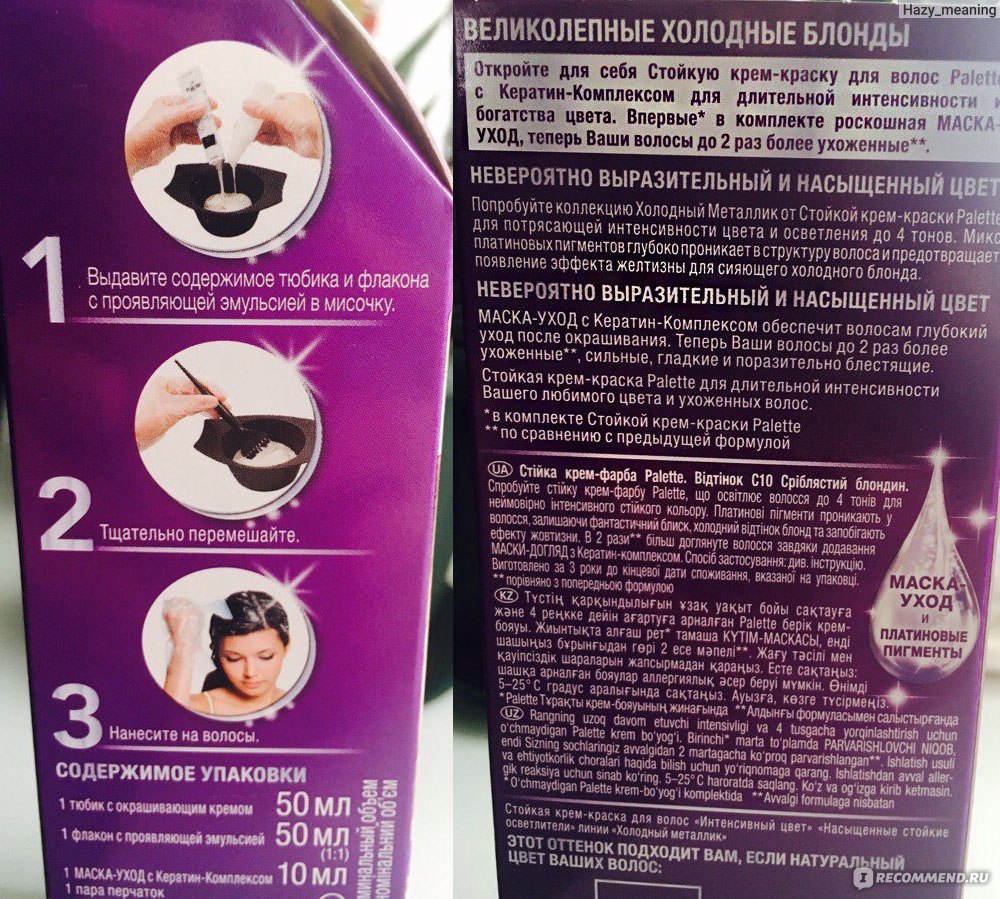 1
Выдавите содержимое тюбика и флакона
с проявляющей эмульсией в мисочку.
2
Тщательно перемешайте.
3
Нанесите на волосы.
СОДЕРЖИМОЕ УПАКОВКИ
1 тюбик с окрашивающим кремом 50 МЛ
1 флакон с проявляющей эмульсией 50 МЛ
(1:1)
1 МАСКА-УХОД с Кератин-Комплексом 10 МЛ
1 пара перчаток
Hazy_meaning
ВЕЛИКОЛЕПНЫЕ ХОЛОДНЫЕ БЛОНДЫ
Откройте для себя Стойкую крем-краску для волос Palette
с Кератин-Комплексом для длительной интенсивности и
богатства цвета. Впервые* в комплекте роскошная МАСКА-
УХОД, теперь Ваши волосы до 2 раз более ухоженные**.
НЕВЕРОЯТНО ВЫРАЗИТЕЛЬНЫЙ И НАСЫЩЕННЫЙ ЦВЕТ
Попробуйте коллекцию Холодный Металлик от Стойкой крем-краски Palette
для потрясающей интенсивности цвета и осветления до 4 тонов. Микс
платиновых пигментов глубоко проникает в структуру волоса и предотвращает
появление эффекта желтизны для сияющего холодного блонда.
НЕВЕРОЯТНО ВЫРАЗИТЕЛЬНЫЙ И НАСЫЩЕННЫЙ ЦВЕТ
МАСКА-УХОД с Кератин-Комплексом обеспечит волосам глубокий
уход после окрашивания. Теперь Ваши волосы до 2 раз более
ухоженные**, сильные, гладкие и поразительно блестящие.
Стойкая крем-краска Palette для длительной интенсивности
Вашего любимого цвета и ухоженных волос.
*в комплекте Стойкой крем-краски Palette
**по сравнению с предыдущей формулой
UA Стійка крем-фарба Palette. Відтінок C10 Сріблястий блондин.
Спробуйте стійку крем-фарбу Palette, що освітлює волосся до 4 тонів для
неймовірно інтенсивного стійкого кольору. Платинові пігменти проникають у
волосся, залишаючи фантастичний блиск, холодний відтінок блонд та запобігають
ефекту жовтизни. В 2 рази** більш доглянуте волосся завдяки додавання
МАСКИ-ДОГЛЯД з Кератин-комплексом. Спосіб застосування: див. інструкцію.
Виготовлено за 3 роки до кінцевої дати споживання, вказаної на упаковці.
**порівняно з попередньою формулою
KZ Түстің қарқындылығын ұзақ уақыт бойы сақтауға
және 4 реңкке дейін ағартуға арналған Palette берік крем-
бояуы. Жиынтықта алғаш рет* тамаша КҮТІМ-МАСКАСЫ, енді
шашыңыз бұрынғыдан гөрі 2 есе мәпелі**. Жағу тәсілі мен
қауіпсіздік шараларын жапсырмадан қараңыз. Есте сақтаңыз:
шашқа арналған бояулар аллергиялық әсер беруі мүмкін. Өнімді
5–25°C градус аралығында сақтаңыз. Ауызға, көзге түсірмеңіз.
*Palette Тұрақты крем-бояуының жинағында **Алдынғы формуласымен салыстырғанда
UZ Rangning uzoq davom etuvchi intensivligi va 4 tusgacha yorqinlashtirish uchun
o'chmaydigan Palette krem bo'yog'i. Birinchi* marta to'plamda PARVARISHLOVCHI NIQOB,
endi Sizning sochlaringiz avvalgidan 2 martagacha ko'proq parvarishlangan**. Ishlatish usuli
va ehtiyotkorlik choralari haqida bilish uchun yo'riqnomaga qarang. Ishlatishdan avval aller-
gik reaksiya uchun sinab ko'ring. 5–25°C haroratda saqlang. Ko'z va og'izga kirib ketmasin.
*O'chmaydigan Palette krem-bo'yog'i komplektida **Avvalgi formulaga nisbatan
МАСКА-
УХОД
И
ПЛАТИНОВЫЕ
ПИГМЕНТЫ
Стойкая крем-краска для волос «Интенсивный цвет» «Насыщенные стойкие
осветлители» линии «Холодный металлик»
ЭТОТ ОТТЕНОК ПОДХОДИТ ВАМ, ЕСЛИ НАТУРАЛЬНЫЙ
ЦВЕТ ВАШИХ ВОЛОС:
IRECOMMEND.RU